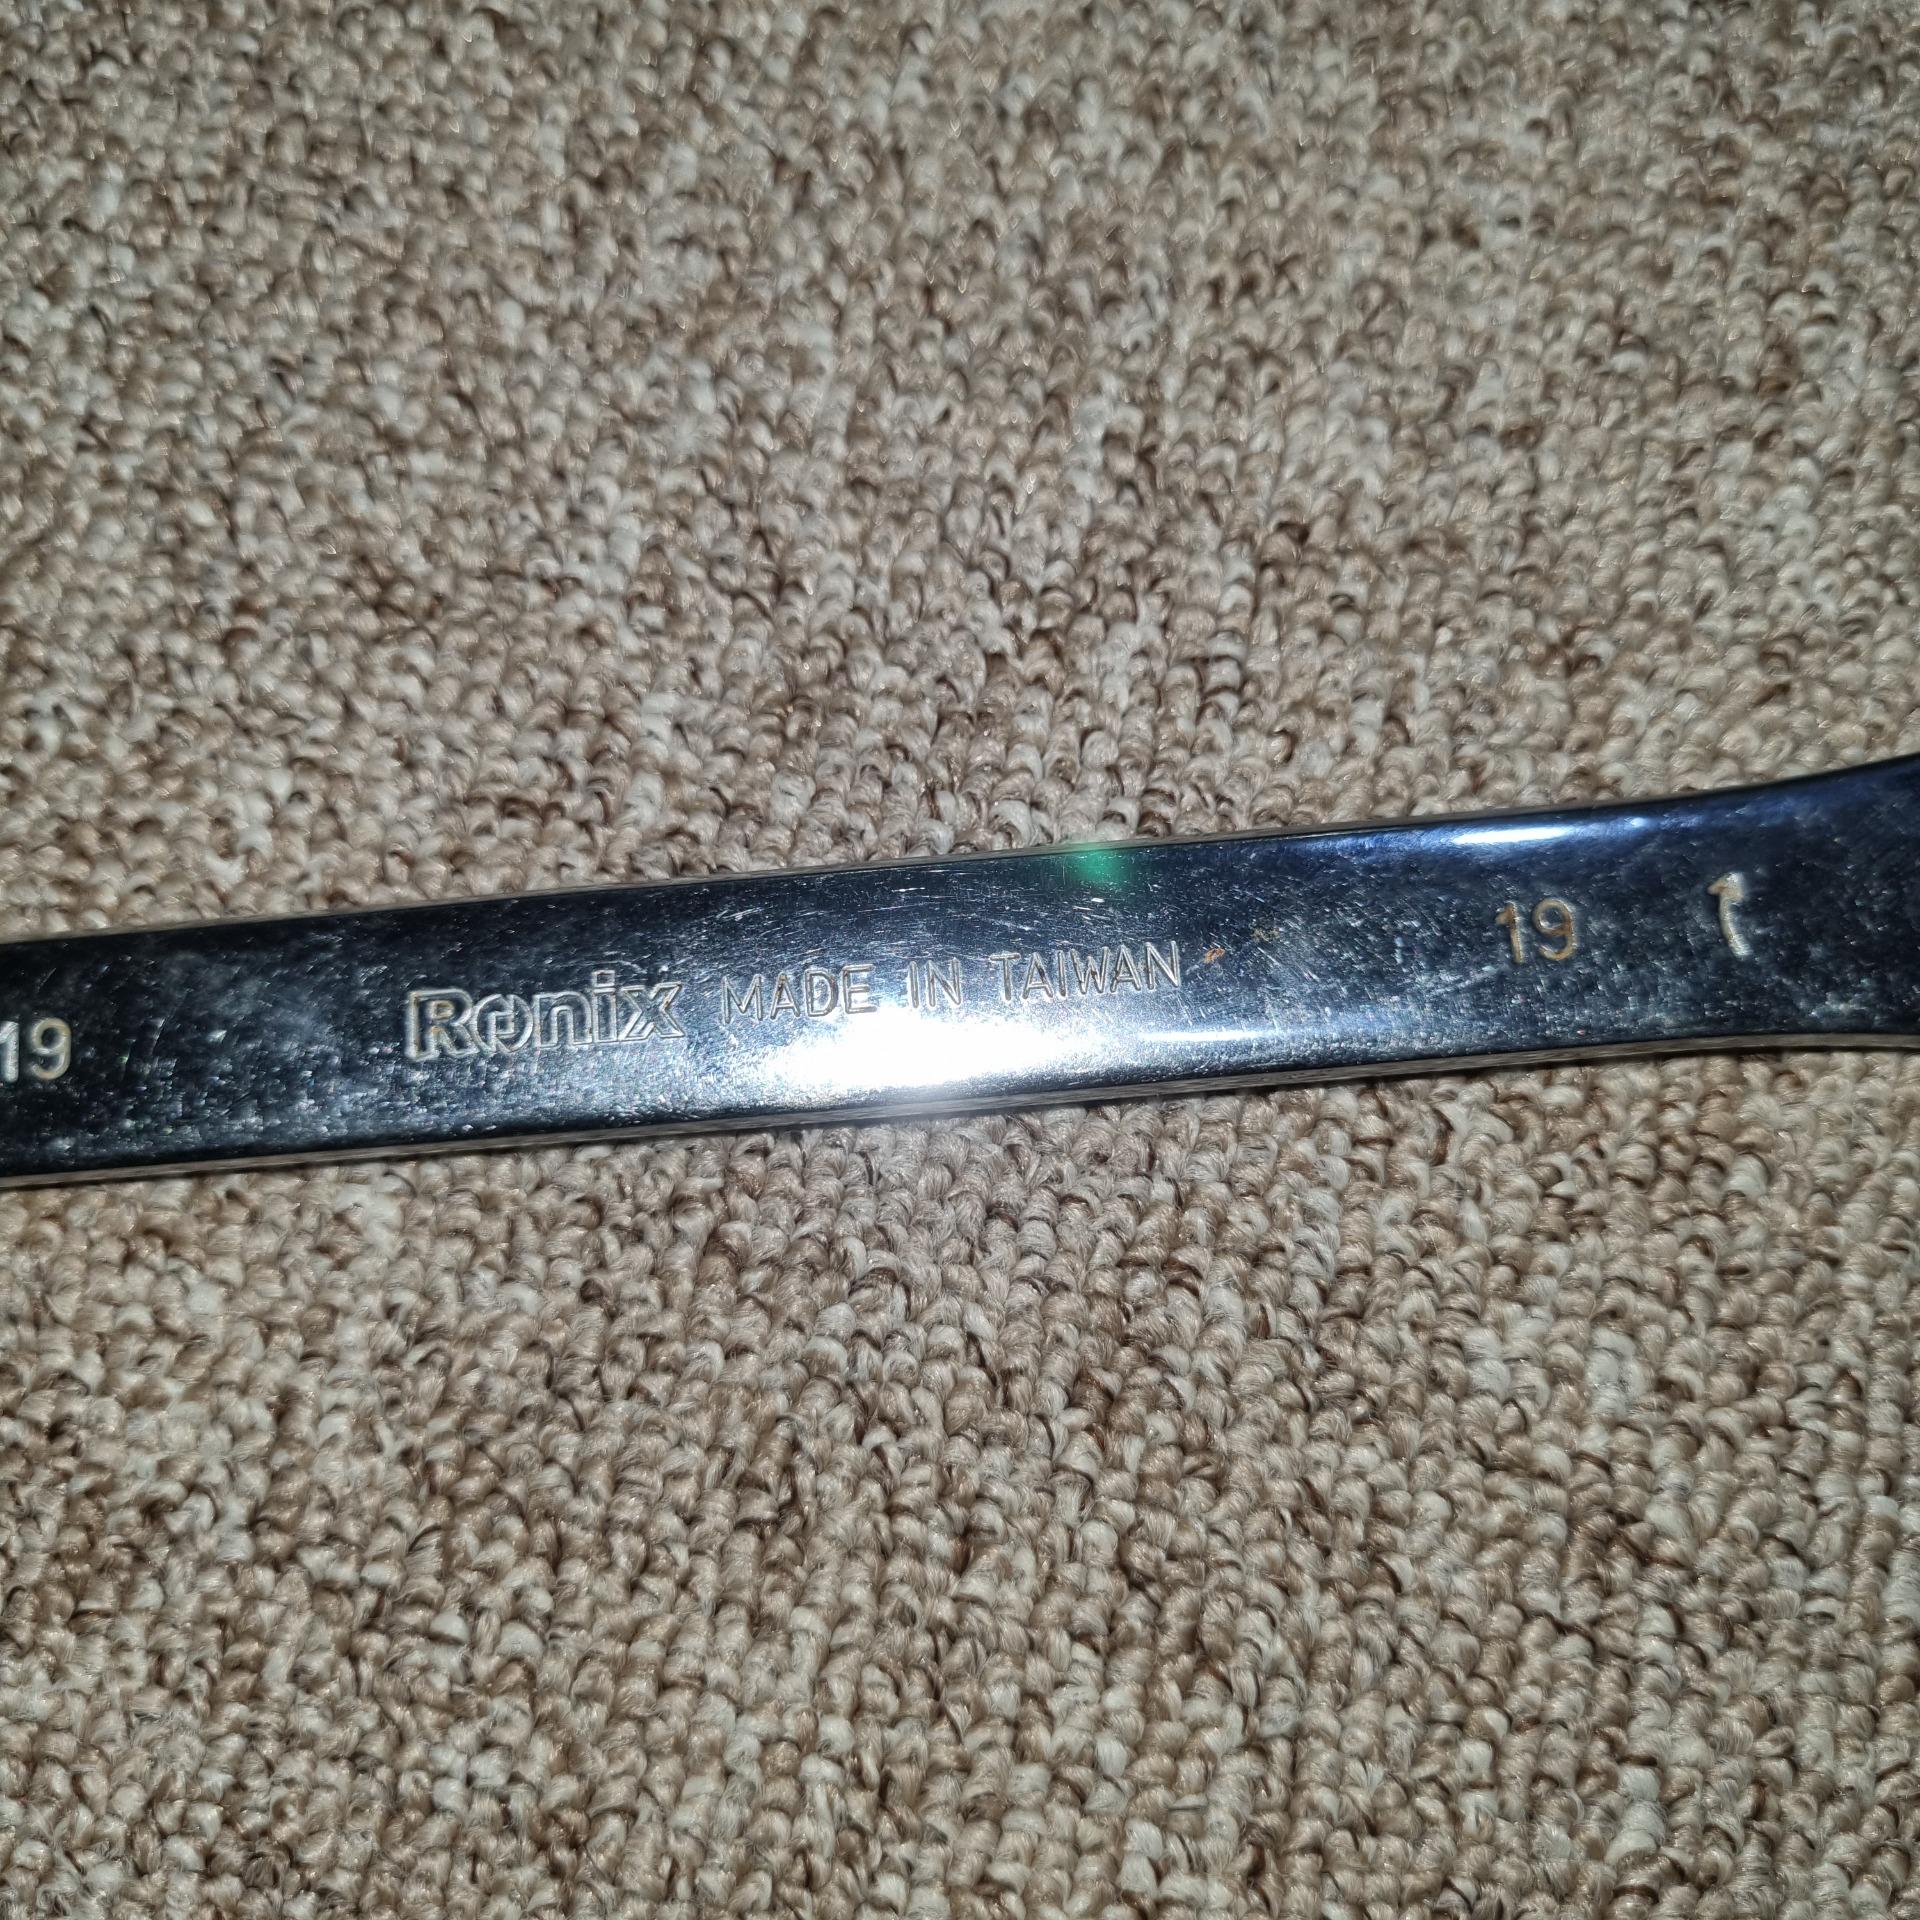 19 Ronix MADE IN TAIWAN 19